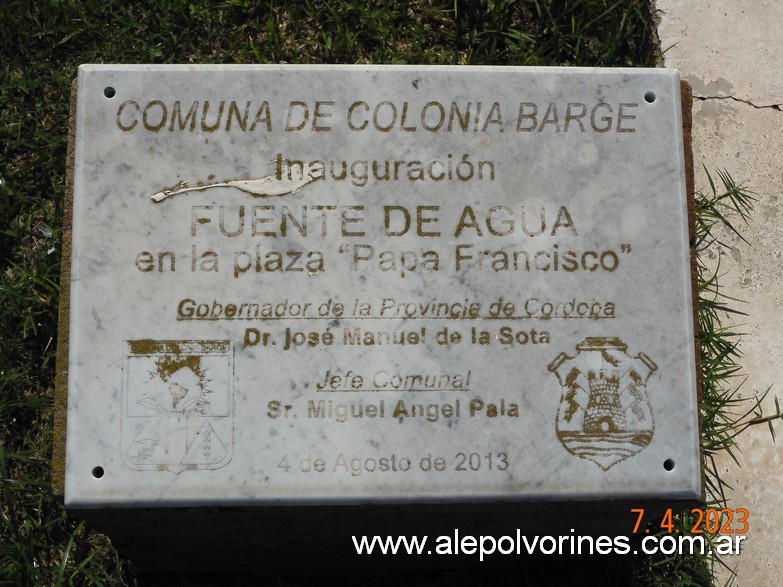 COMUNA DE COLONIA BARGE
Inauguración
FUENTE DE AGUA
en la plaza "Papa Francisco"
Gobernador de la Provincia de Córdoba
Dr. José Manuel de la Sota
Jefe Comunal
Sr. Miguel Angel Pala
BARGE
4 de Agosto de 2013
7.4.2023
www.alepolvorines.com.ar